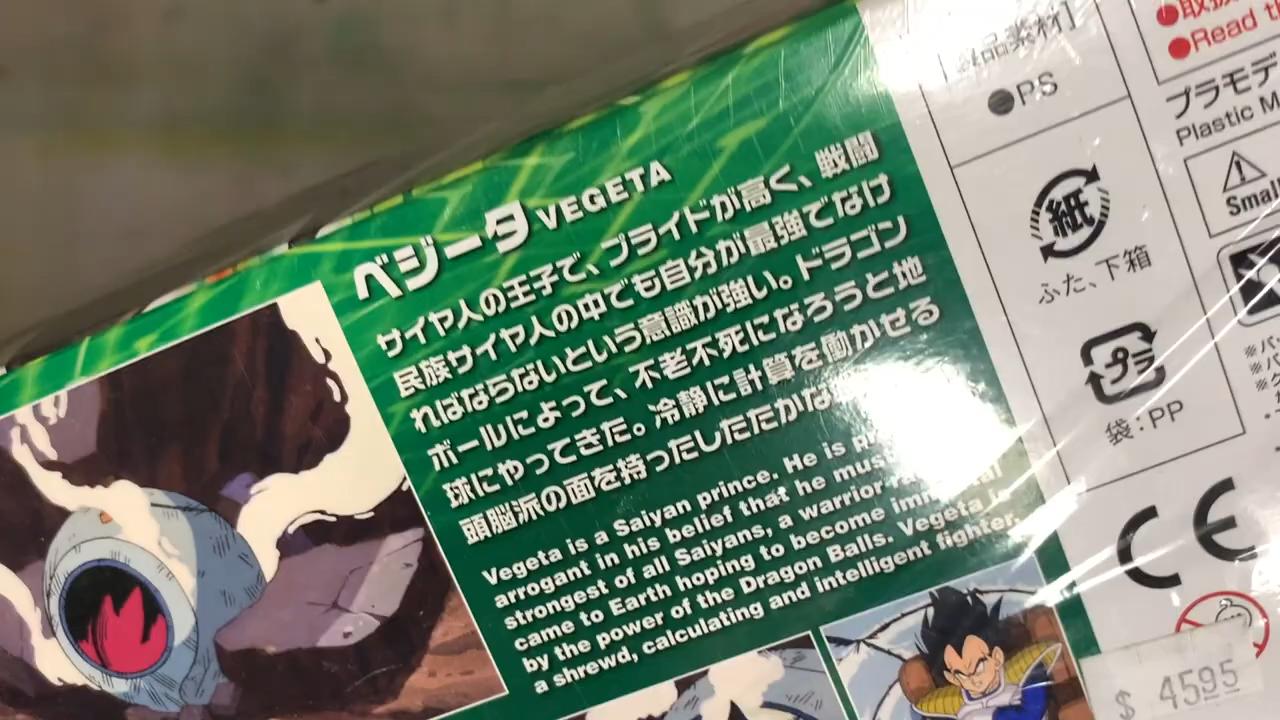 ベジータ VEGETA
サイヤ人の王子で、プライドが高く、戦闘
民族サイヤ人の中でも自分が最強でなけ
ればならないという意識が強い。ドラゴン
ボールによって、不老不死になろうと地
球にやってきた。冷静に計算を働かせる
頭脳派の面を持ったしたたかな
Vegeta is a Saiyan prince. He is
arrogant in his belief that he must
strongest of all Saiyans, a warrior
came to Earth hoping to become
by the power of the Dragon Balls. Vegeta is
a shrewd, calculating and intelligent fighter.
品素材]
●PS
紙
ふた、下箱
プラ
袋:PP
CE
●取扱
●Read
プラモデ
Plastic M
Small
$ 4595